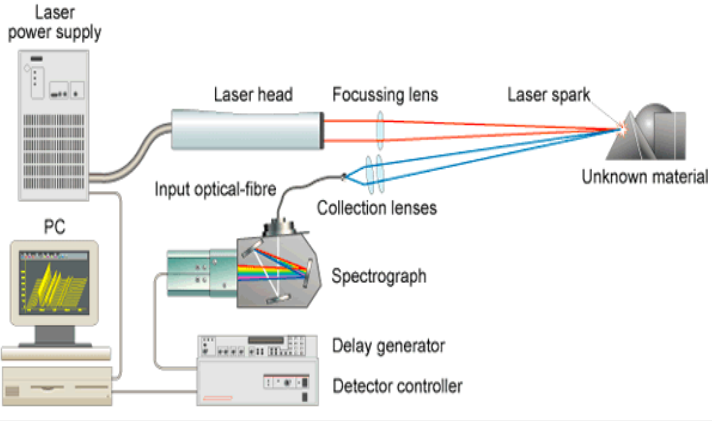 Laser
power supply
Laser head
Focussing lens
Laser spark
Unknown material
Input optical-fibre
Collection lenses
PC
Spectrograph
Delay generator
Detector controller